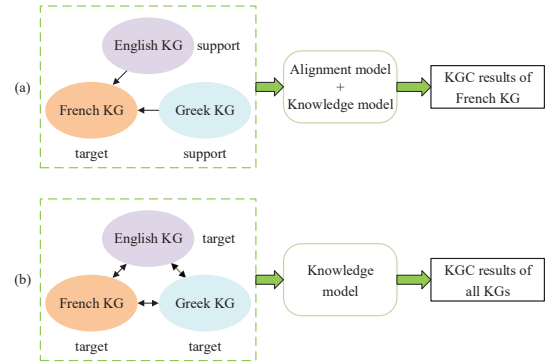 (a)
English KG
support
French KG
Greek KG
target
support
Alignment model
+
Knowledge model
KGC results of
French KG
(b)
English KG
target
French KG
Greek KG
target
target
Knowledge
model
KGC results of
all KGs